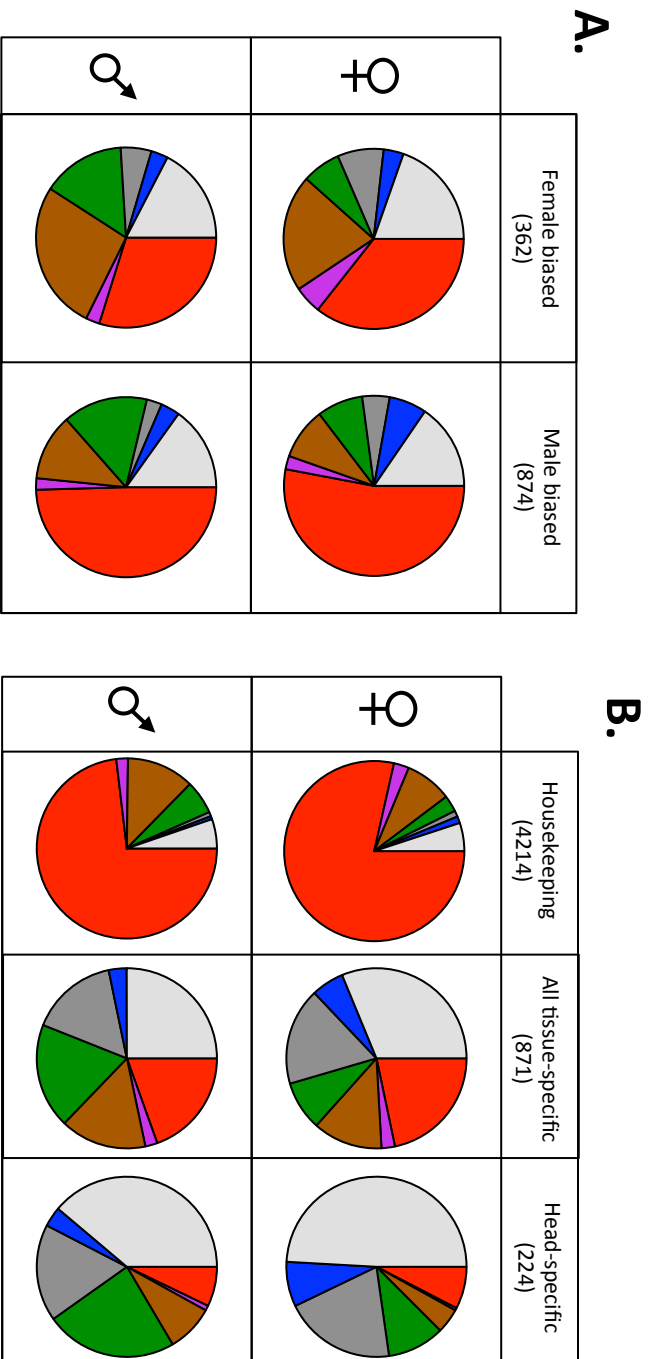 A.
Female biased
(362)
Male biased
(874)
♀
♂
B.
Housekeeping
(4214)
All tissue-specific
(871)
Head-specific
(224)
♀
♂